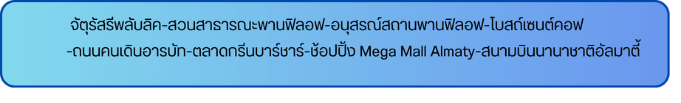 จัตุรัสรีพลับลิค-สวนสาธารณะพานฟิลอฟ-อนุสรณ์สถานพานฟิลอฟ-โบสถ์เซนต์คอฟ
-ถนนคนเดินอารบัท-ตลาดกรีนบาร์ซาร์-ช้อปปิ้ง Mega Mall Almaty-สนามบินนานาชาติอัลมาตี้